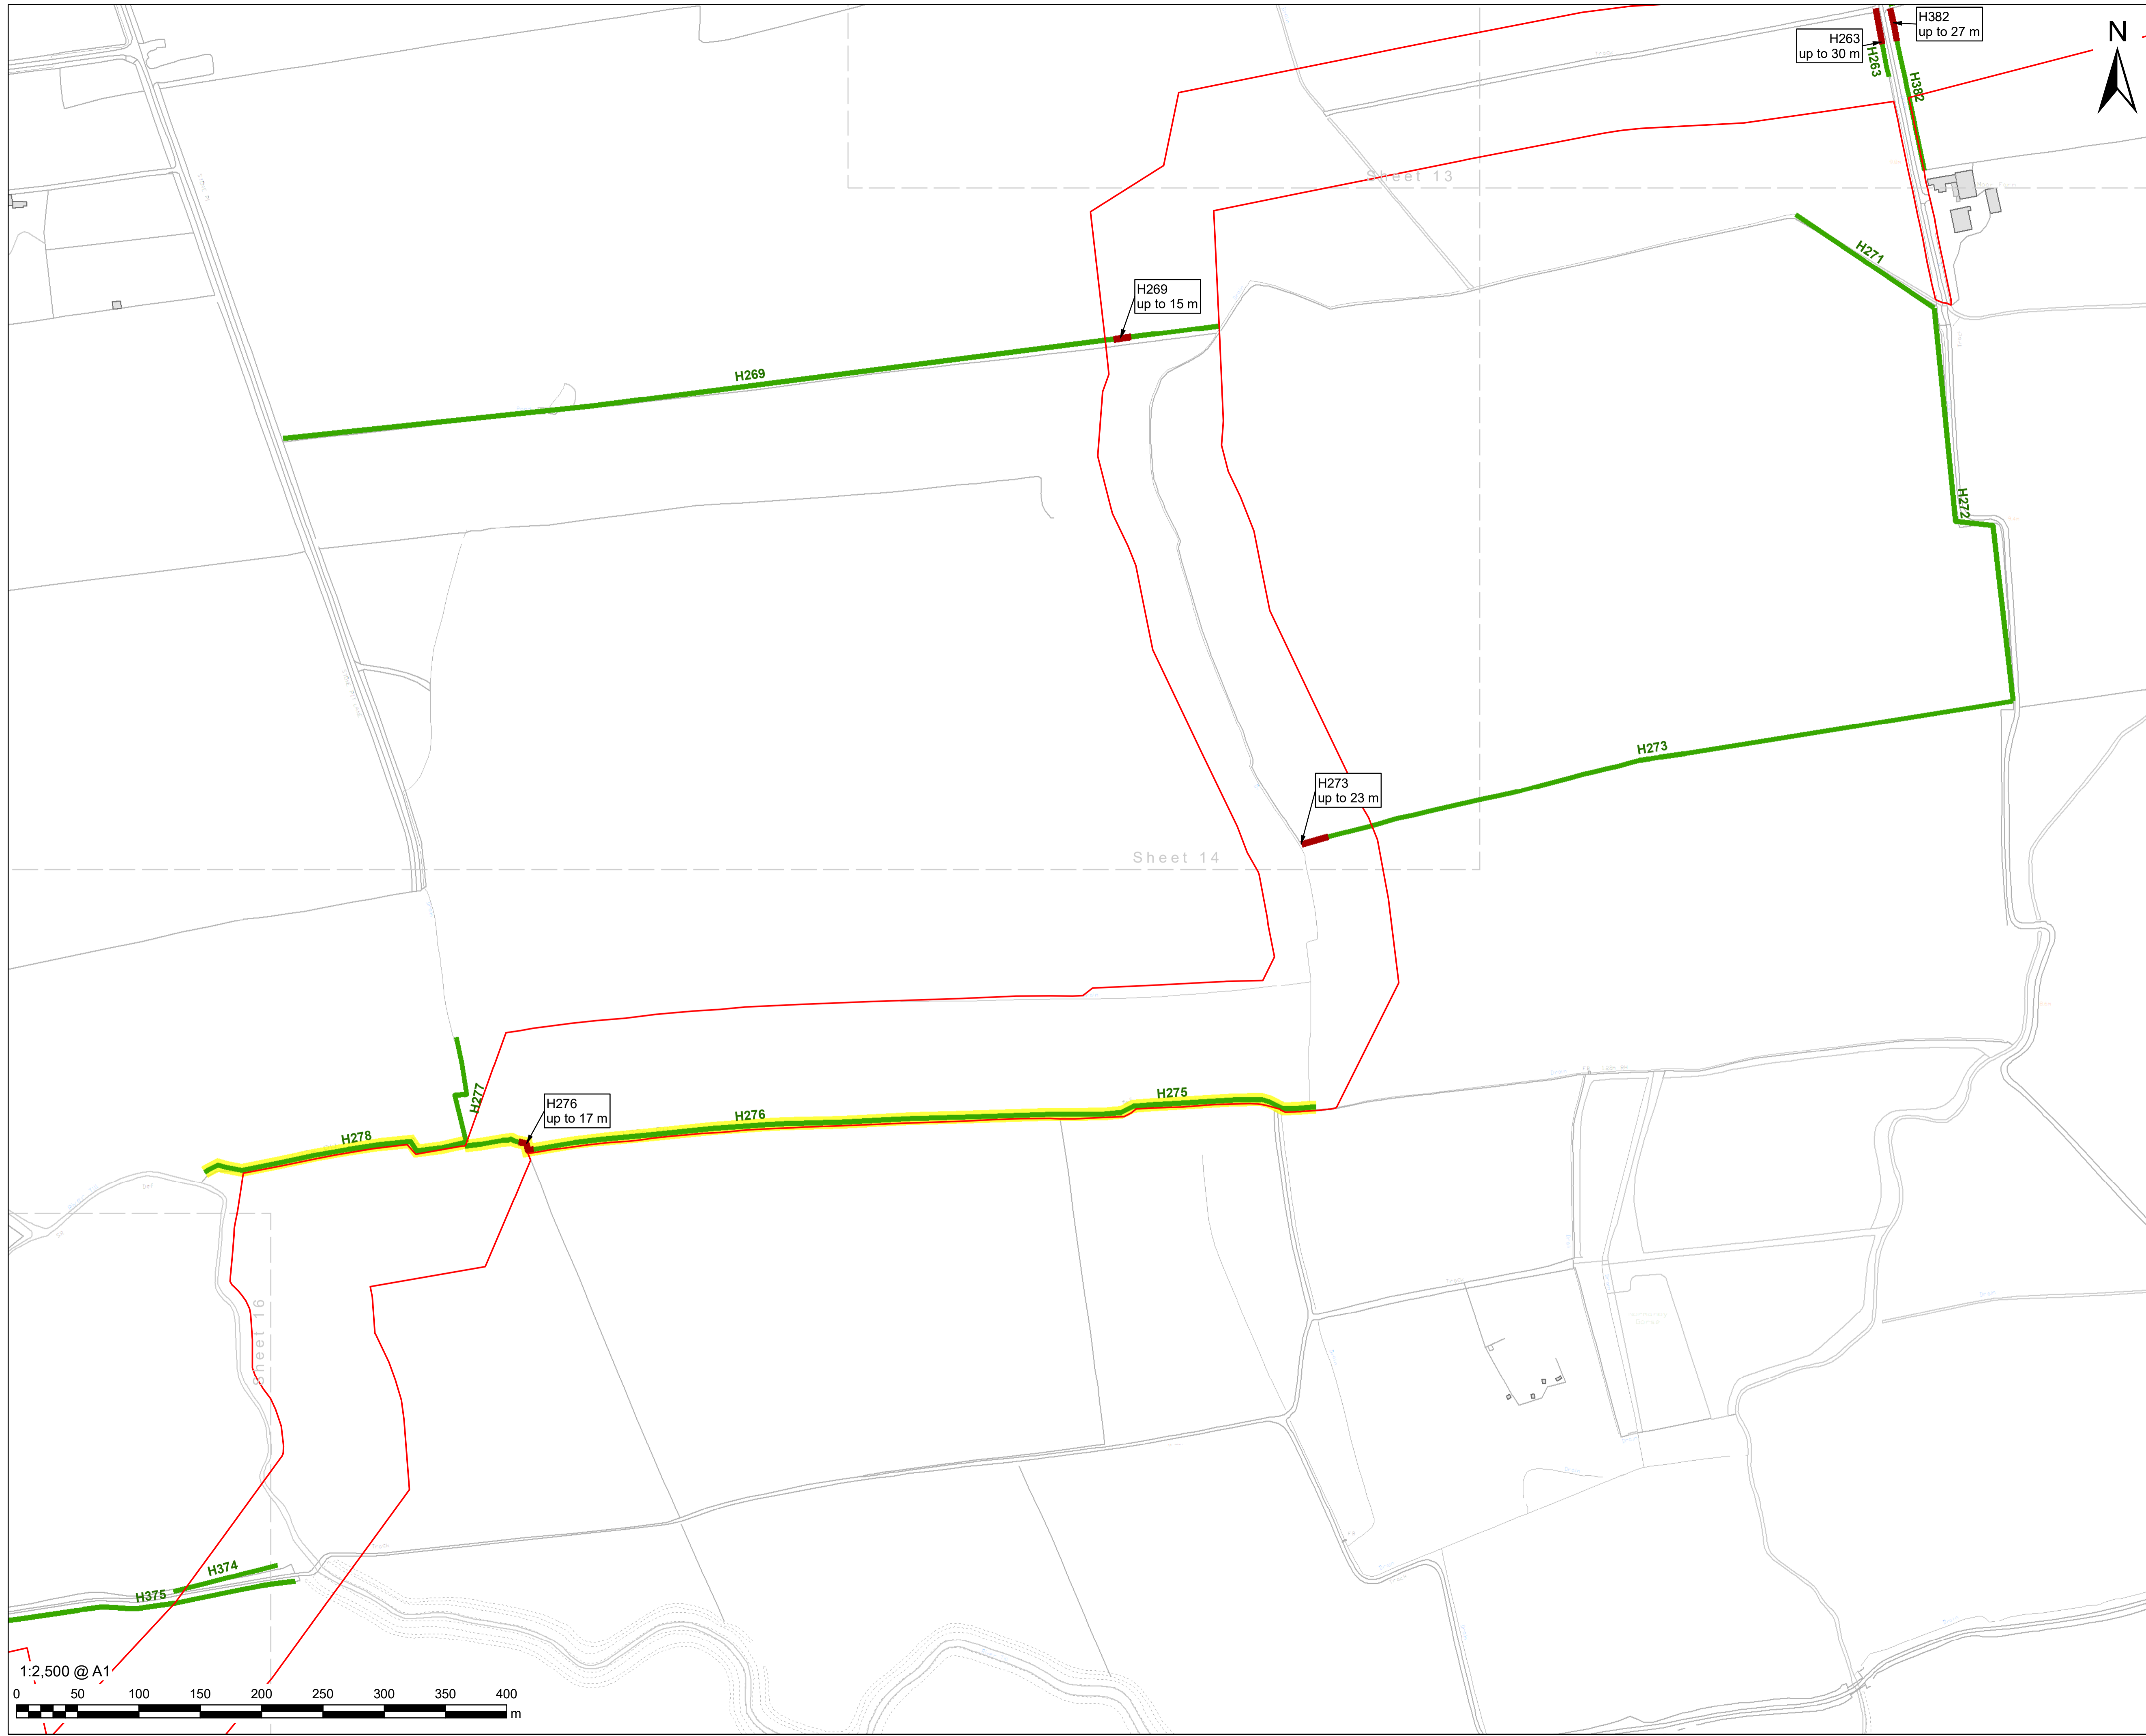 H382
up to 27 m
H263
up to 30 m
N
H263
H382
Sheet 13
H271
H269
up to 15 m
H269
H272
H273
H273
up to 23 m
Sheet 14
H277
H276
up to 17 m
H275
H276
H278
Sheet 16
H374
H375
1:2,500 @ A1
0 50 100 150 200 250 300 350 400
m